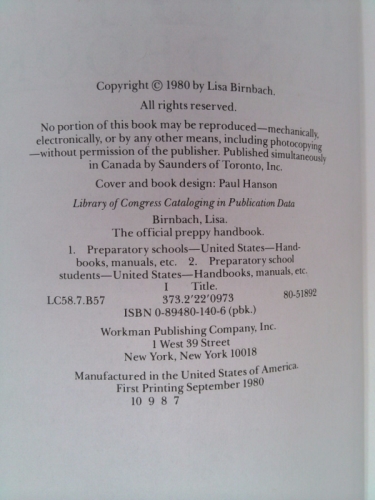 Copyright © 1980 by Lisa Birnbach.
All rights reserved.
No portion of this book may be reproduced—mechanically,
electronically, or by any other means, including photocopying
—without permission of the publisher. Published simultaneously
in Canada by Saunders of Toronto, Inc.
Cover and book design: Paul Hanson
Library of Congress Cataloging in Publication Data
Birnbach, Lisa.
The official preppy handbook.
1. Preparatory schools—United States—Hand-
books, manuals, etc. 2. Preparatory school
students—United States—Handbooks, manuals, etc.
I Title.
LC58.7.B57 373.2'22'0973 80-51892
ISBN 0-89480-140-6 (pbk.)
Workman Publishing Company, Inc.
1 West 39 Street
New York, New York 10018
Manufactured in the United States of America.
First Printing September 1980
10 9 8 7